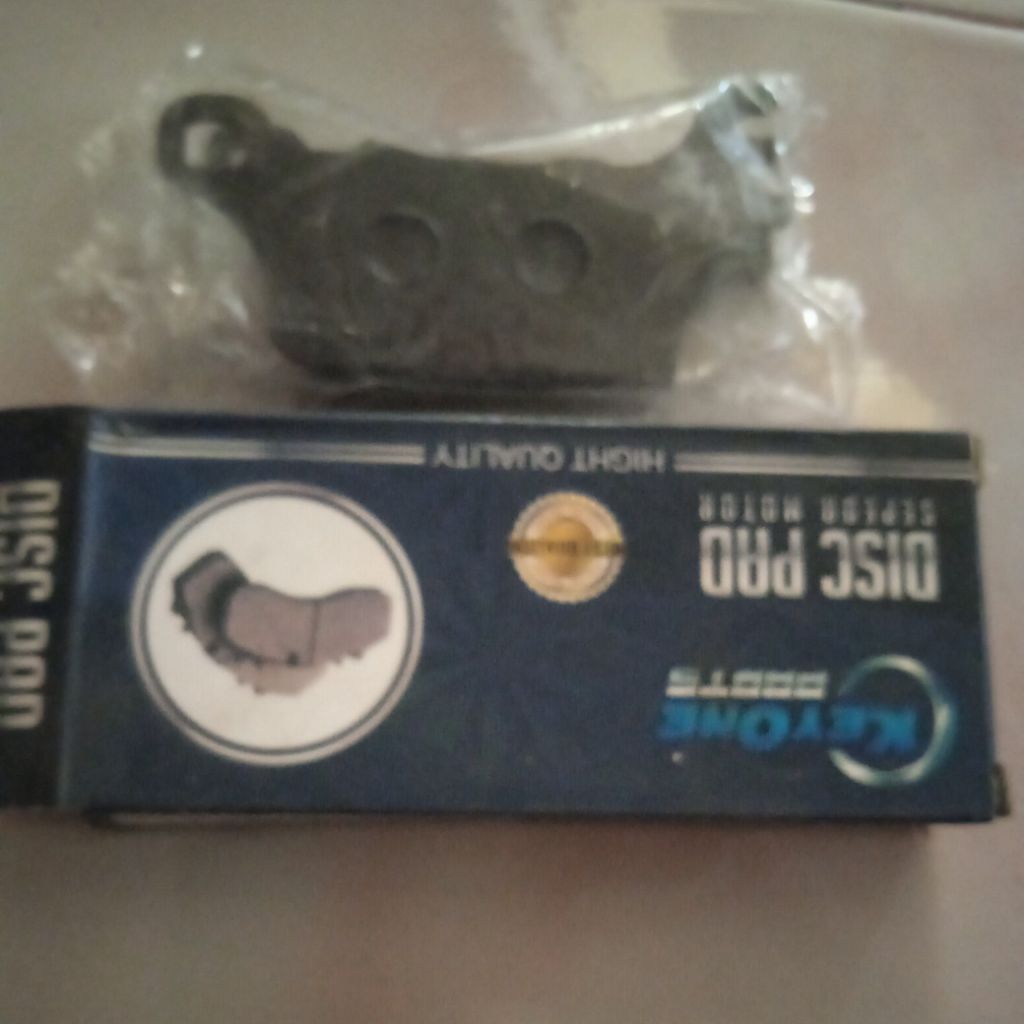 KEYONE
PARTS
DISC PAD
SEPEDA MOTOR
HIGHT QUALITY
DISC PAD